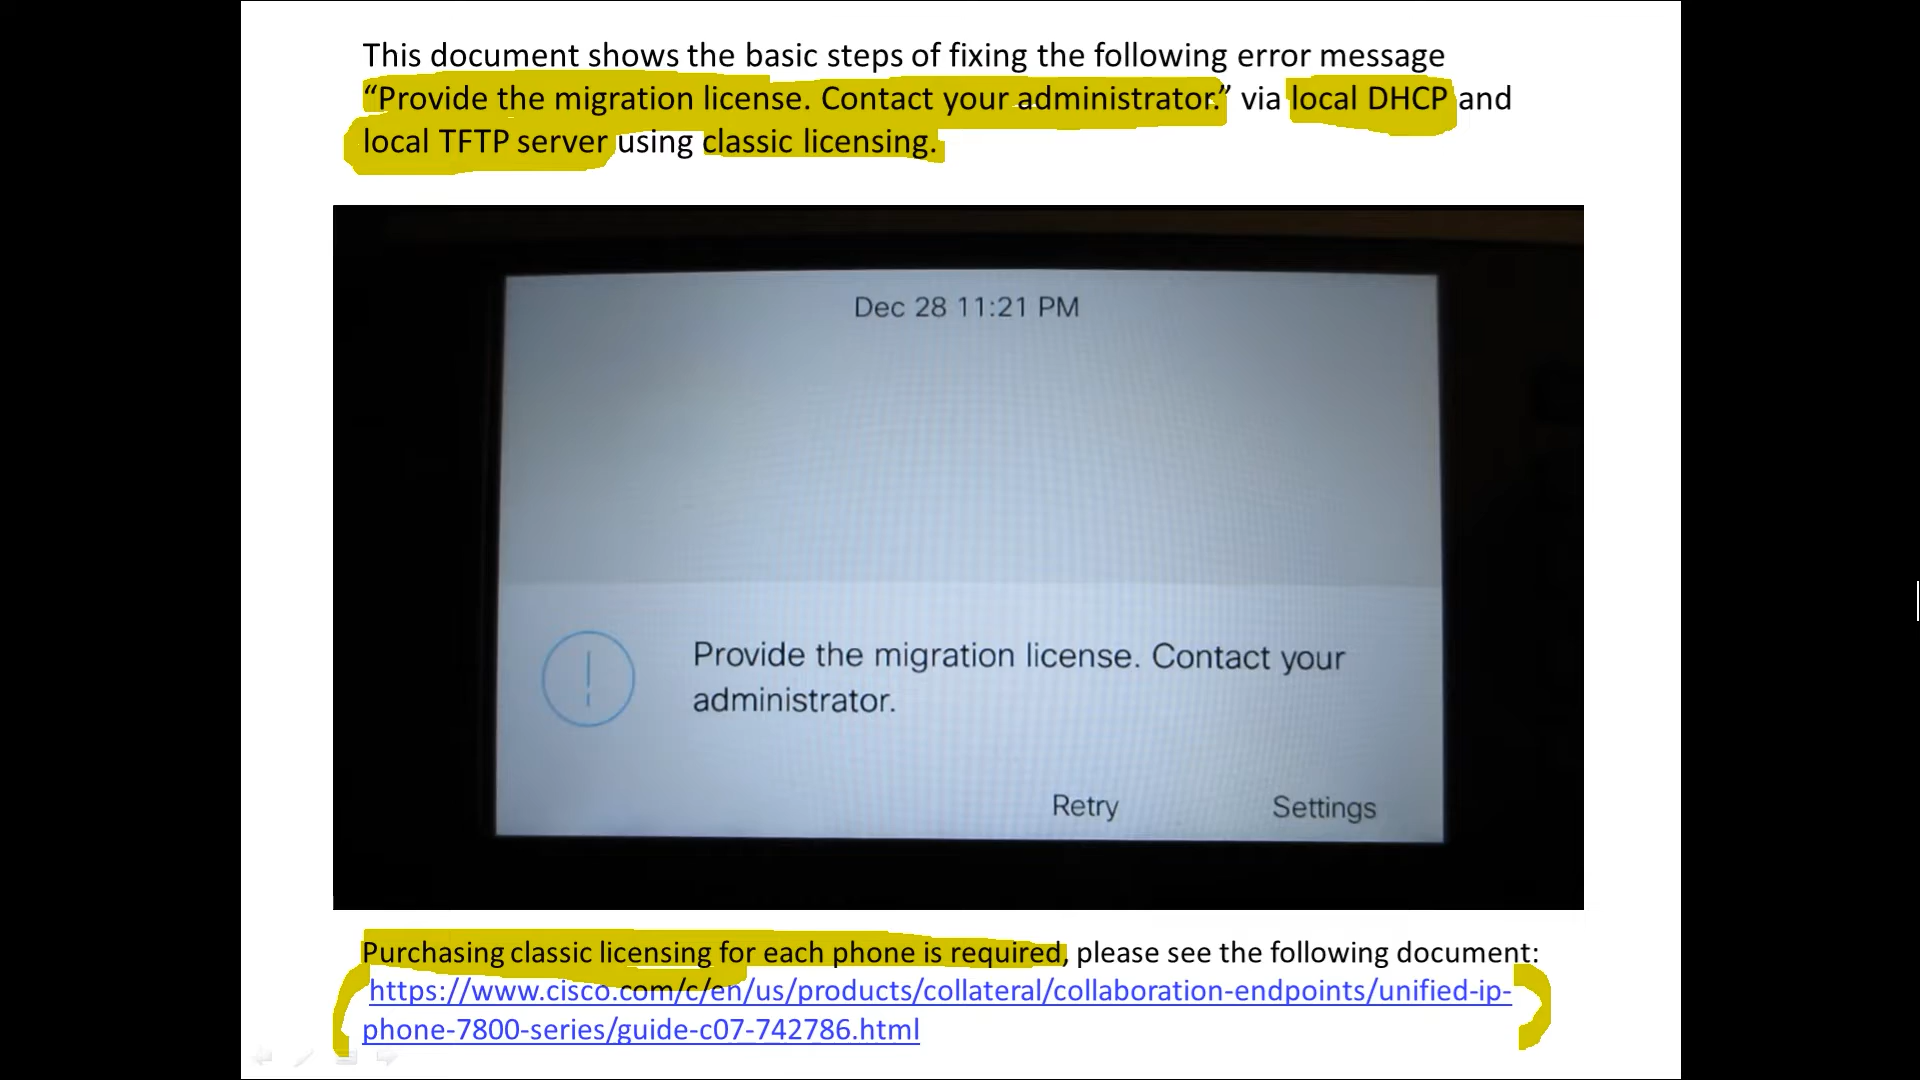 This document shows the basic steps of fixing the following error message
“Provide the migration license. Contact your administrator.” via local DHCP and
local TFTP server using classic licensing.
Dec 28 11:21 PM
Provide the migration license. Contact your
administrator.
Retry Settings
Purchasing classic licensing for each phone is required, please see the following document:
https://www.cisco.com/c/en/us/products/collateral/collaboration-endpoints/unified-ip-
phone-7800-series/guide-c07-742786.html